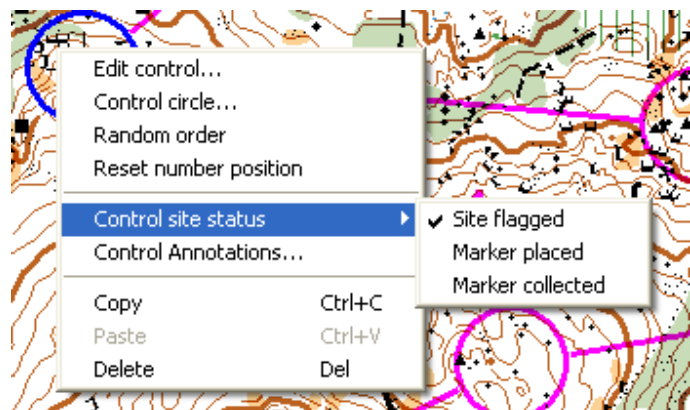 Edit control...
Control circle...
Random order
Reset number position
Control site status
Control Annotations...
Copy Ctrl+C
Paste Ctrl+V
Delete Del
Site flagged
Marker placed
Marker collected